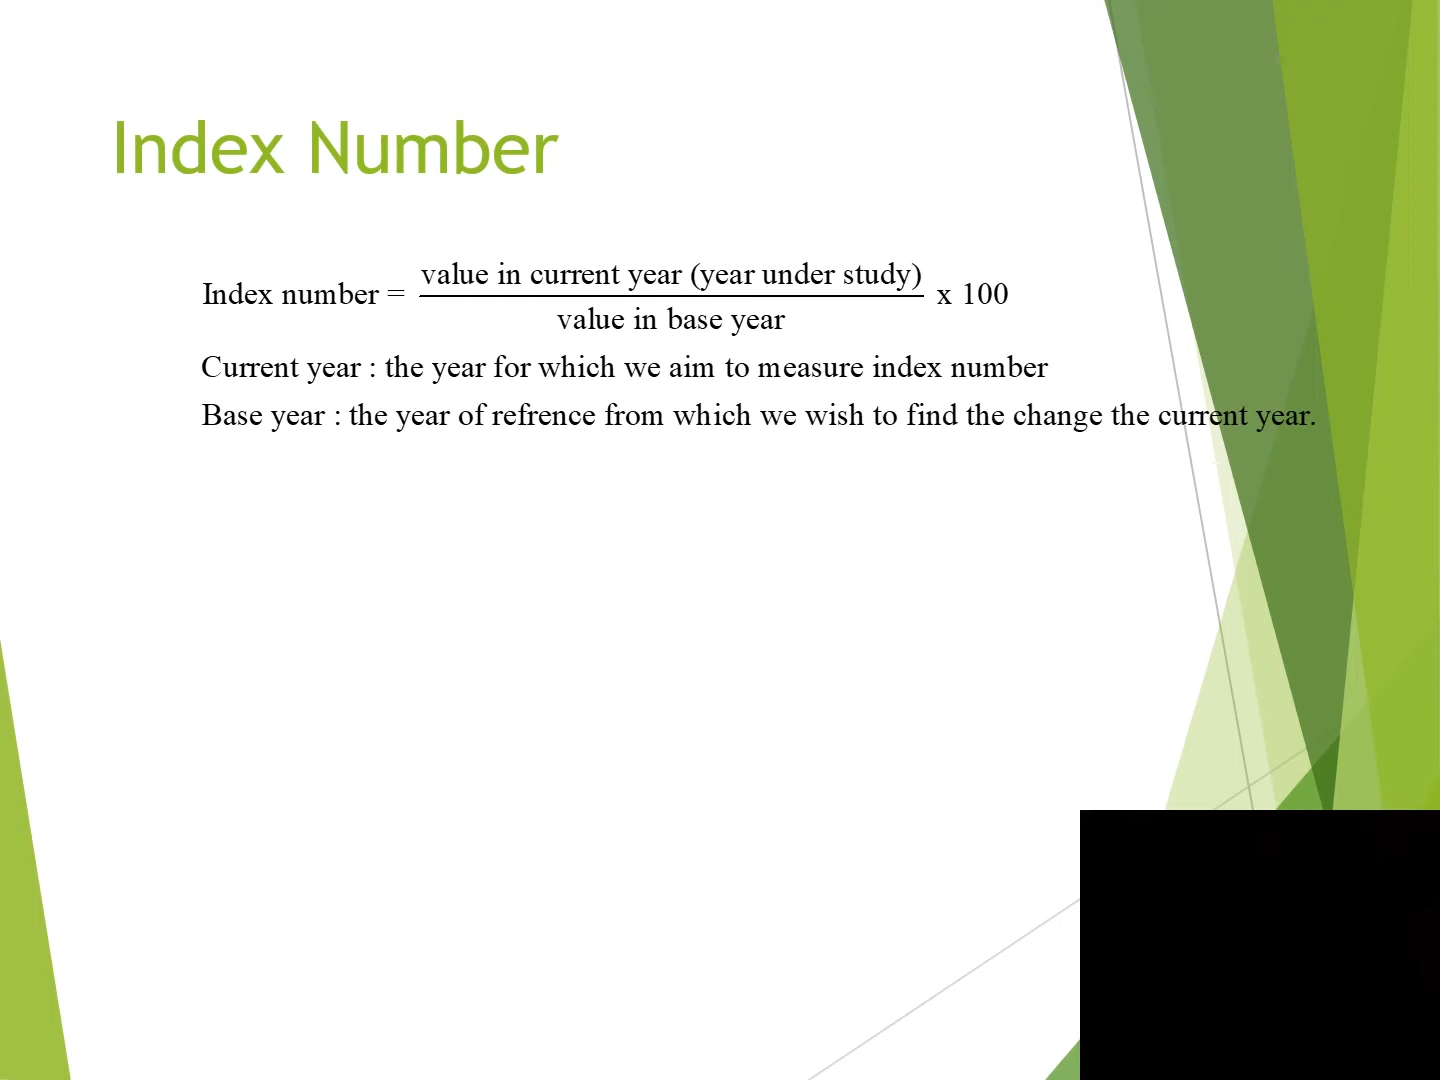 Index Number
Index number = value in current year (year under study) / value in base year x 100
Current year : the year for which we aim to measure index number
Base year : the year of refrence from which we wish to find the change the current year.